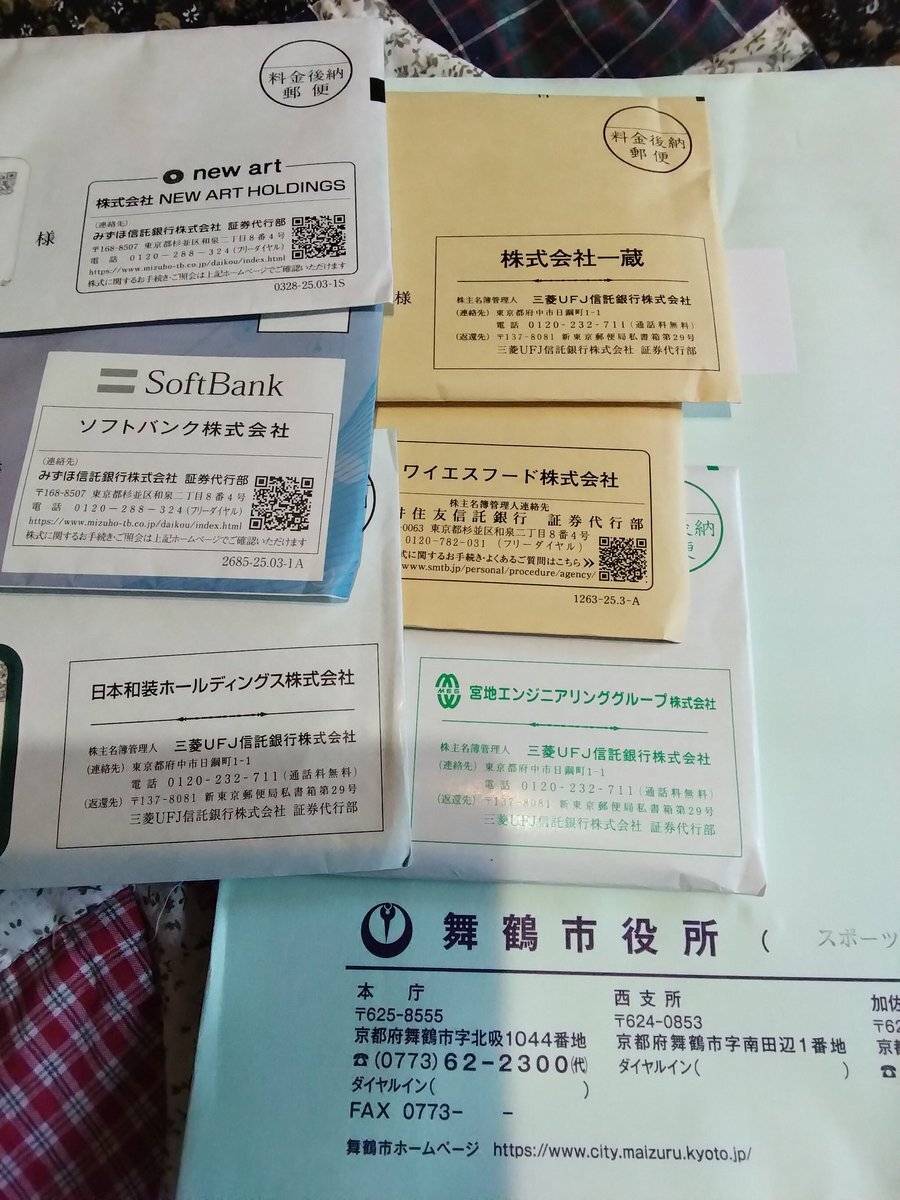 料金後納
郵便
new art
株式会社 NEW ART HOLDINGS
(連絡先)
みずほ信託銀行株式会社 証券代行部
〒168-8507 東京都杉並区和泉二丁目8番4号
0120-288-324(フリーダイヤル)
https://www.mizuho-tb.co.jp/daikou/index.html
株式に関するお手続き・ご照会は上記ホームページでご確認いただけます
0328-25.03-1S
様
料金後納
郵便
株式会社一蔵
株主名簿管理人 三菱UFJ信託銀行株式会社
(連絡先) 東京都府中市日鋼町1-1
電話 0120-232-711(通話料無料)
(返還先) 〒137-8081 新東京郵便局私書箱第29号
三菱UFJ信託銀行株式会社 証券代行部
様
SoftBank
ソフトバンク株式会社
(連絡先)
みずほ信託銀行株式会社 証券代行部
〒168-8507 東京都杉並区和泉二丁目8番4号
0120-288-324(フリーダイヤル)
https://www.mizuho-tb.co.jp/daikou/index.html
株式に関するお手続き・ご照会は上記ホームページでご確認いただけます
2685-25.03-1A
ワイエスフード株式会社
株主名簿管理人連絡先
井住友信託銀行 証券代行部
-0063 東京都杉並区和泉二丁目8番4号
0120-782-031 (フリーダイヤル)
式に関するお手続き・よくあるご質問はこちら
www.smtb.jp/personal/procedure/agency/
1263-25.3-A
後納
便
日本和装ホールディングス株式会社
株主名簿管理人 三菱UFJ信託銀行株式会社
(連絡先) 東京都府中市日鋼町1-1
電話 0120-232-711(通話料無料)
(返還先) 〒137-8081 新東京郵便局私書箱第29号
三菱UFJ信託銀行株式会社 証券代行部
MEG
宮地エンジニアリンググループ株式会社
株主名簿管理人 三菱UFJ信託銀行株式会社
(連絡先) 東京都府中市日鋼町1-1
電話 0120-232-711(通話料無料)
(返還先) 〒137-8081 新東京郵便局私書箱第29号
三菱UFJ信託銀行株式会社 証券代行部
舞鶴市役所 ( スポーツ
本庁
〒625-8555
京都府舞鶴市字北吸1044番地
☎(0773)62-2300(代)
ダイヤルイン( )
FAX 0773- -
西支所
〒624-0853
京都府舞鶴市字南田辺1番地
ダイヤルイン( )
加佐
〒62
京都
☎
舞鶴市ホームページ https://www.city.maizuru.kyoto.jp/